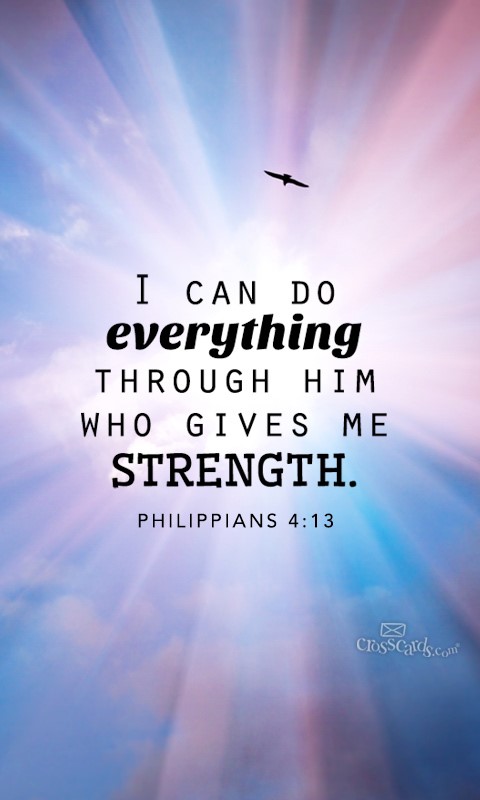 I CAN DO
everything
THROUGH HIM
WHO GIVES ME
STRENGTH.
PHILIPPIANS 4:13
crosscards.com®